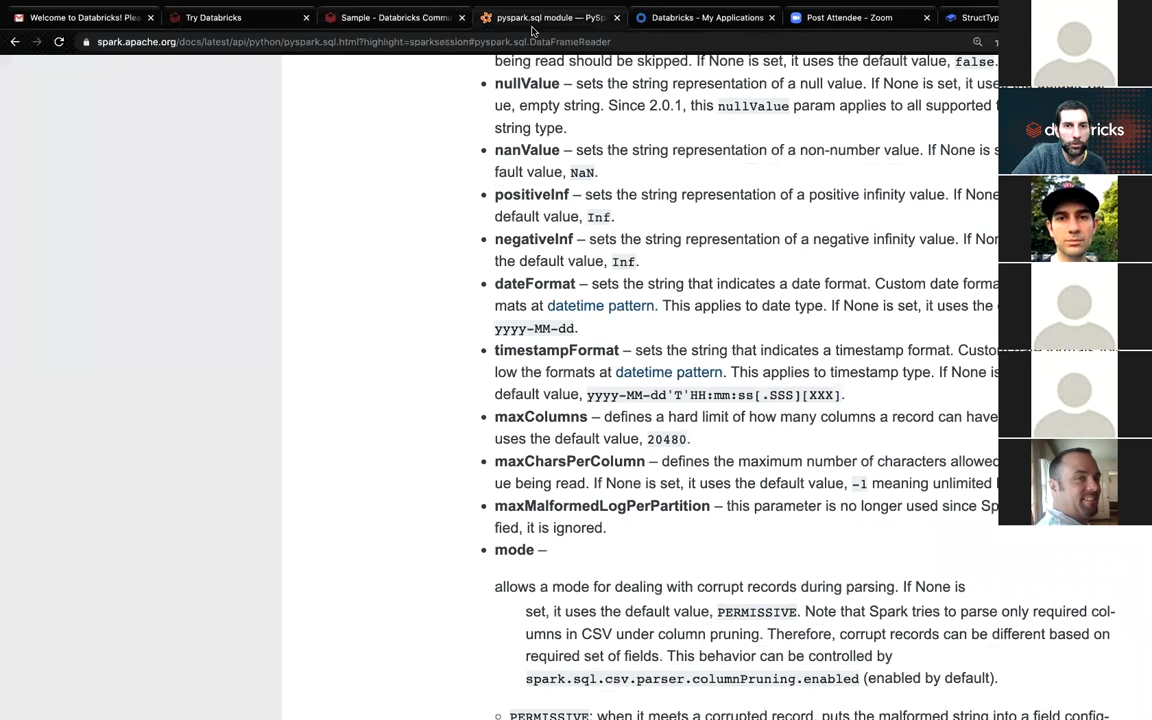 Welcome to Databricks! Plea
Try Databricks
Sample - Databricks Commu
pyspark.sql module — PySp
Databricks - My Applications
Post Attendee - Zoom
StructTyp
spark.apache.org/docs/latest/api/python/pyspark.sql.html?highlight=sparksession#pyspark.sql.DataFrameReader
being read should be skipped. If None is set, it uses the default value, false.
• nullValue – sets the string representation of a null value. If None is set, it uses
ue, empty string. Since 2.0.1, this nullValue param applies to all supported
string type.
• nanValue – sets the string representation of a non-number value. If None is s
fault value, NaN.
• positiveInf – sets the string representation of a positive infinity value. If None
default value, Inf.
• negativeInf – sets the string representation of a negative infinity value. If Non
the default value, Inf.
• dateFormat – sets the string that indicates a date format. Custom date forma
mats at datetime pattern. This applies to date type. If None is set, it uses the
yyyy-MM-dd.
• timestampFormat – sets the string that indicates a timestamp format. Custo
low the formats at datetime pattern. This applies to timestamp type. If None is
default value, yyyy-MM-dd'T'HH:mm:ss[.SSS][XXX].
• maxColumns – defines a hard limit of how many columns a record can have
uses the default value, 20480.
• maxCharsPerColumn – defines the maximum number of characters allowed
ue being read. If None is set, it uses the default value, -1 meaning unlimited
• maxMalformedLogPerPartition – this parameter is no longer used since Sp
fied, it is ignored.
• mode –
allows a mode for dealing with corrupt records during parsing. If None is
set, it uses the default value, PERMISSIVE. Note that Spark tries to parse only required col-
umns in CSV under column pruning. Therefore, corrupt records can be different based on
required set of fields. This behavior can be controlled by
spark.sql.csv.parser.columnPruning.enabled (enabled by default).
○ PERMISSIVE: when it meets a corrupted record, puts the malformed string into a field config-